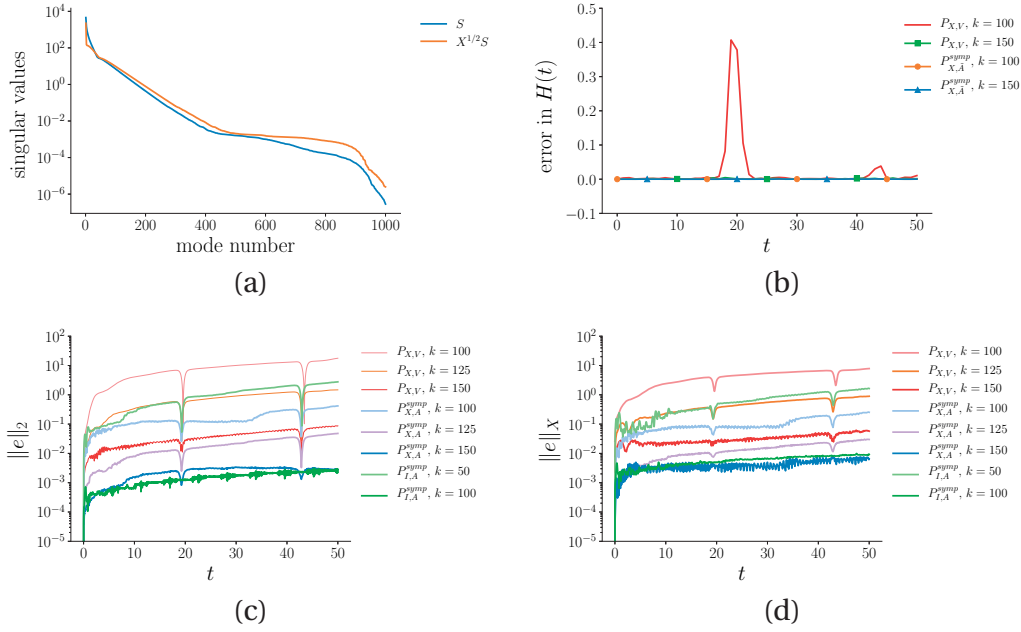 10^4
10^2
10^0
10^{-2}
10^{-4}
10^{-6}
singular values
0 200 400 600 800 1000
mode number
S
X^{1/2}S
(a)
0.5
0.4
0.3
0.2
0.1
0.0
−0.1
error in H(t)
0 10 20 30 40 50
t
P_{X,V}, k = 100
P_{X,V}, k = 150
P^{symp}_{X,Ã}, k = 100
P^{symp}_{X,Ã}, k = 150
(b)
10^2
10^1
10^0
10^{-1}
10^{-2}
10^{-3}
10^{-4}
10^{-5}
||e||_2
0 10 20 30 40 50
t
P_{X,V}, k = 100
P_{X,V}, k = 125
P_{X,V}, k = 150
P^{symp}_{X,A}, k = 100
P^{symp}_{X,A}, k = 125
P^{symp}_{X,A}, k = 150
P^{symp}_{I,A}, k = 50
P^{symp}_{I,A}, k = 100
(c)
10^2
10^1
10^0
10^{-1}
10^{-2}
10^{-3}
10^{-4}
10^{-5}
||e||_X
0 10 20 30 40 50
t
P_{X,V}, k = 100
P_{X,V}, k = 125
P_{X,V}, k = 150
P^{symp}_{X,A}, k = 100
P^{symp}_{X,A}, k = 125
P^{symp}_{X,A}, k = 150
P^{symp}_{I,A}, k = 50
P^{symp}_{I,A}, k = 100
(d)